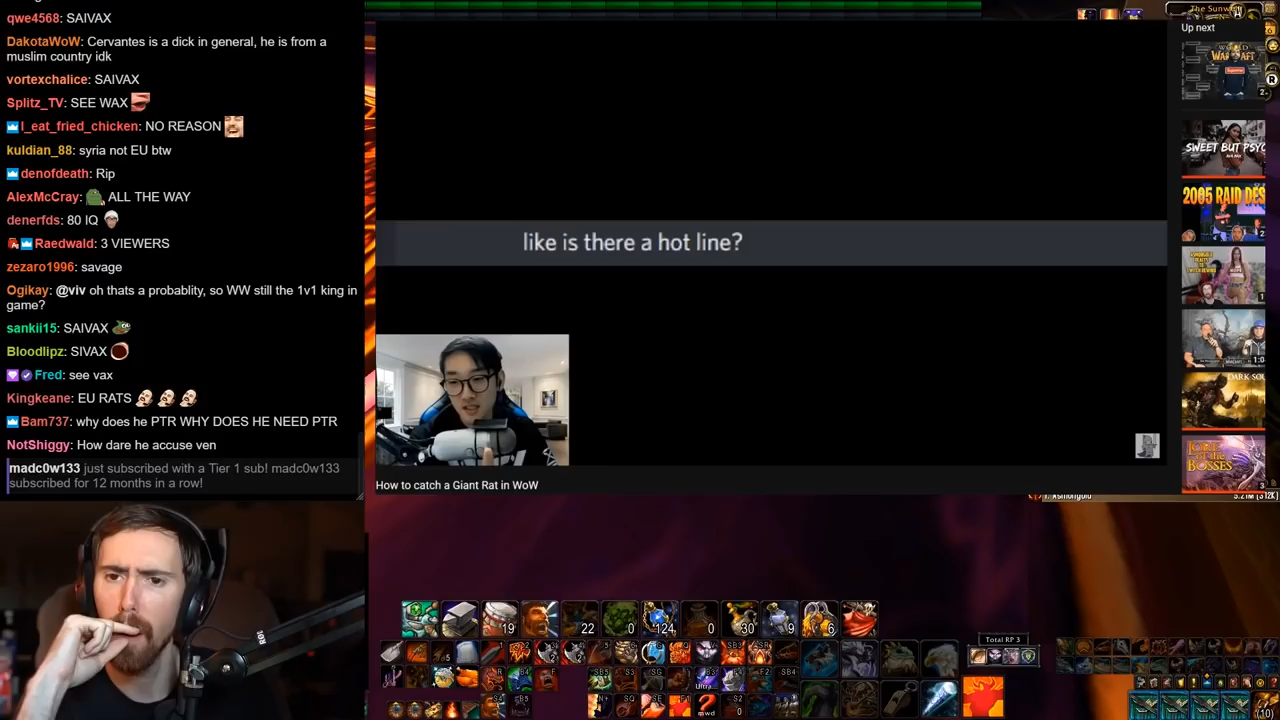 qwe4568: SAIVAX
DakotaWoW: Cervantes is a dick in general, he is from a
muslim country idk
vortexchalice: SAIVAX
Splitz_TV: SEE WAX
I_eat_fried_chicken: NO REASON
kuldian_88: syria not EU btw
denofdeath: Rip
AlexMcCray: ALL THE WAY
denerfds: 80 IQ
Raedwald: 3 VIEWERS
zezaro1996: savage
Ogikay: @viv oh thats a probablity, so WW still the 1v1 king in
game?
sankii15: SAIVAX
Bloodlipz: SIVAX
Fred: see vax
Kingkeane: EU RATS
Bam737: why does he PTR WHY DOES HE NEED PTR
NotShiggy: How dare he accuse ven
madc0w133 just subscribed with a Tier 1 sub! madc0w133
subscribed for 12 months in a row!
like is there a hot line?
How to catch a Giant Rat in WoW
Up next
WARCRAFT
SWEET BUT PSYC
2005 RAID DES
DARK SOU
LORE
OF THE
BOSSES
19
22
0
124
0
30
9
6
Total RP 3